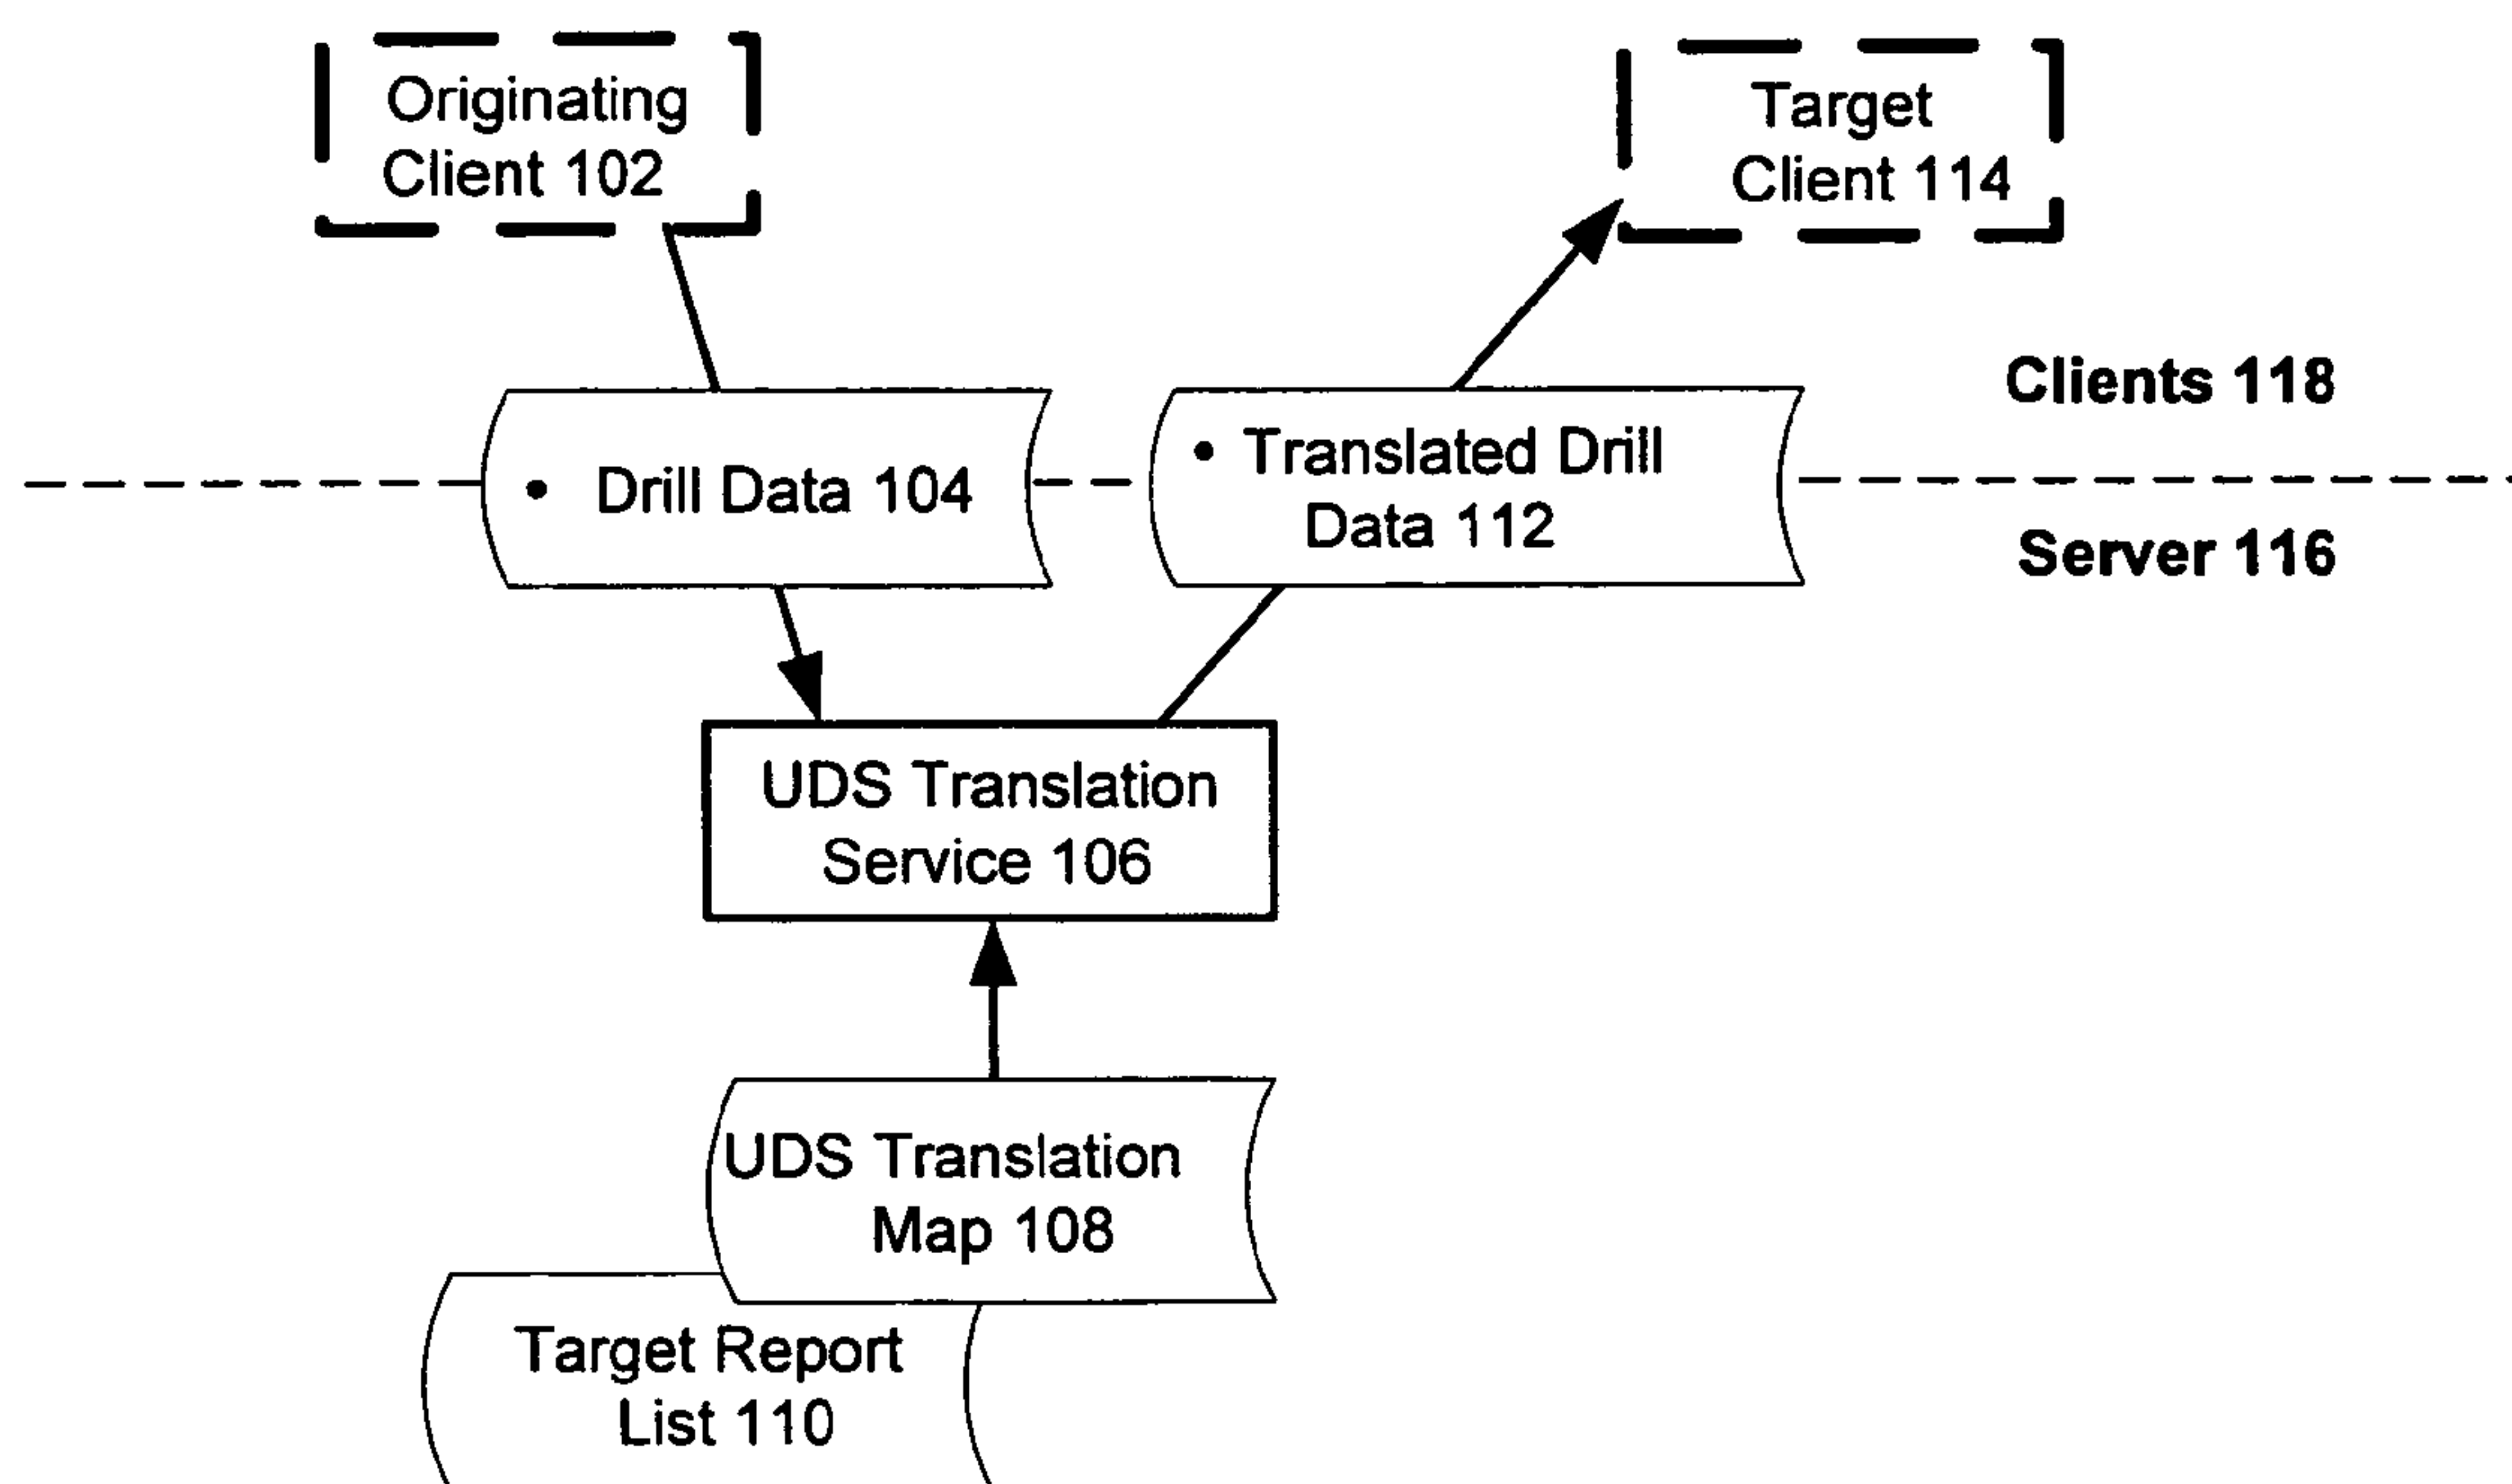 Originating
Client 102
Target
Client 114
Clients 118
• Drill Data 104
• Translated Drill
Data 112
Server 116
UDS Translation
Service 106
UDS Translation
Map 108
Target Report
List 110